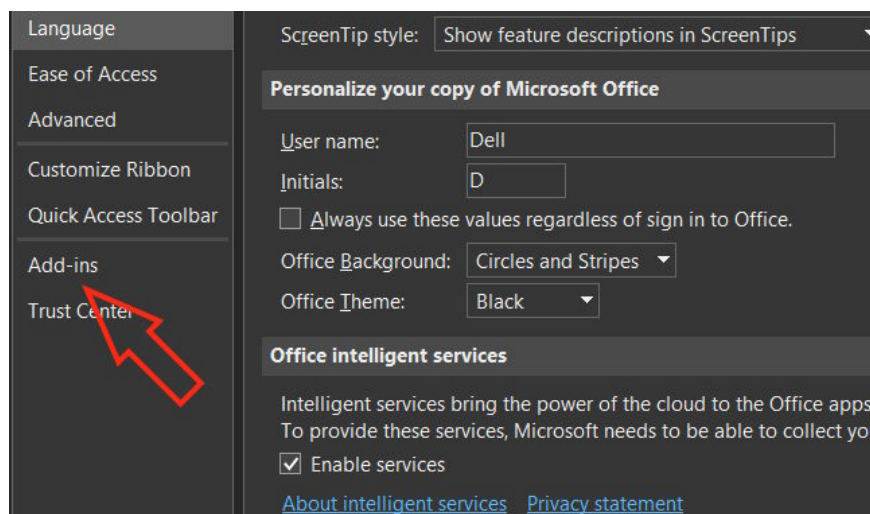 Language
Ease of Access
Advanced
Customize Ribbon
Quick Access Toolbar
Add-ins
Trust Center
ScreenTip style: Show feature descriptions in ScreenTips
Personalize your copy of Microsoft Office
User name: Dell
Initials: D
Always use these values regardless of sign in to Office.
Office Background: Circles and Stripes
Office Theme: Black
Office intelligent services
Intelligent services bring the power of the cloud to the Office apps
To provide these services, Microsoft needs to be able to collect yo
Enable services
About intelligent services Privacy statement